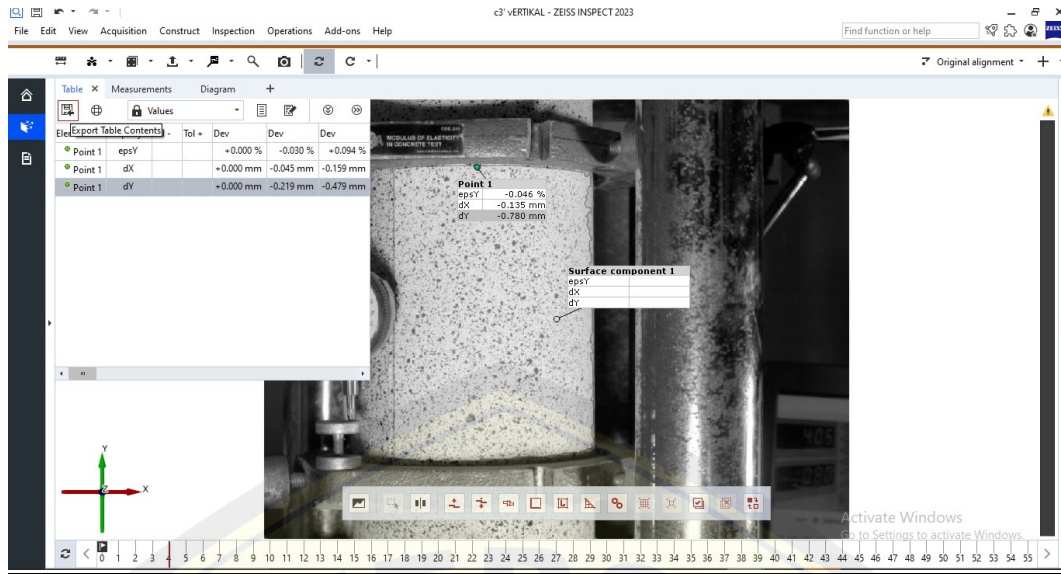 c3' vERTIKAL - ZEISS INSPECT 2023
File Edit View Acquisition Construct Inspection Operations Add-ons Help
Find function or help
ZEISS
Original alignment
Table Measurements Diagram
Values
Export Table Contents
Tol + Dev Dev Dev
Point 1 epsY +0.000 % -0.030 % +0.094 %
Point 1 dX +0.000 mm -0.045 mm -0.159 mm
Point 1 dY +0.000 mm -0.219 mm -0.479 mm
MODULUS OF ELASTICITY
IN CONCRETE TEST
Point 1
epsY -0.046 %
dX -0.135 mm
dY -0.780 mm
Surface component 1
epsY
dX
dY
Y
X
Z
Activate Windows
Go to Settings to activate Windows.
0 1 2 3 4 5 6 7 8 9 10 11 12 13 14 15 16 17 18 19 20 21 22 23 24 25 26 27 28 29 30 31 32 33 34 35 36 37 38 39 40 41 42 43 44 45 46 47 48 49 50 51 52 53 54 55